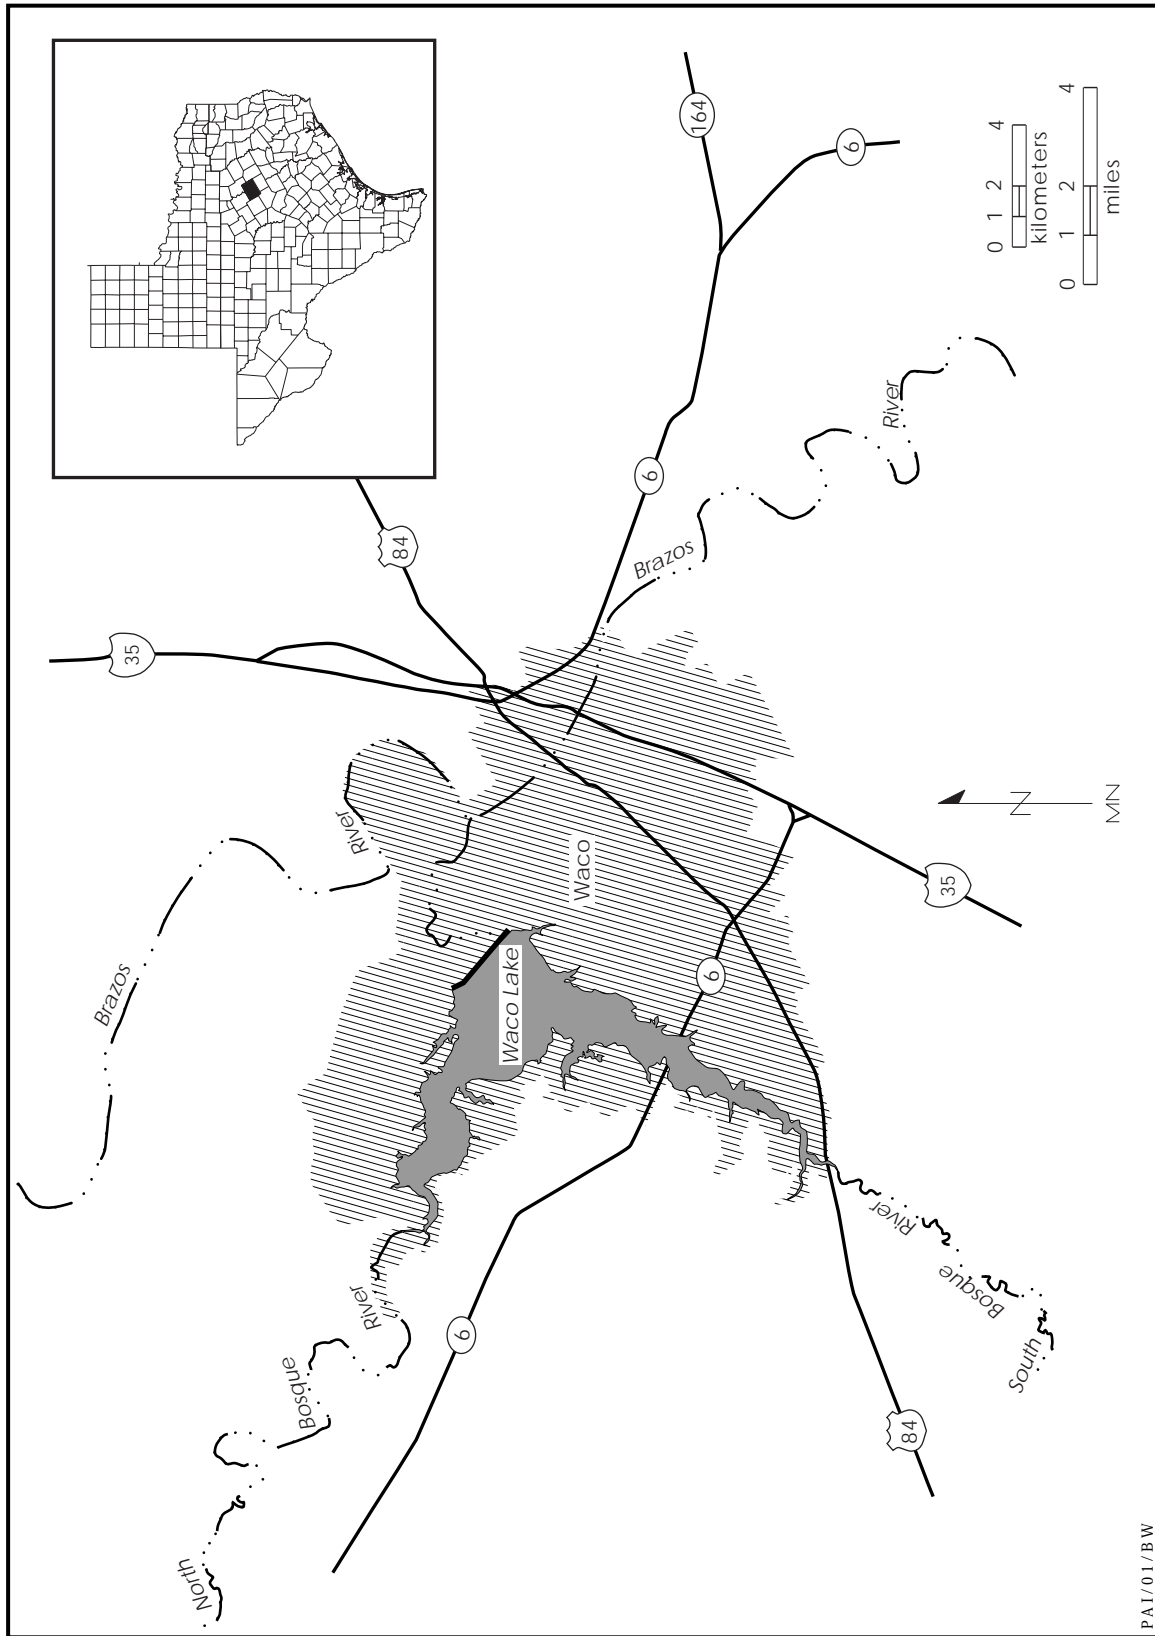 164
6
0 1 2 4
kilometers
0 1 2 4
miles
84
35
6
Brazos
River
River
Brazos
Waco
Waco Lake
6
35
N
MN
River
Bosque
North
6
River
Bosque
South
84
PAI/01/BW